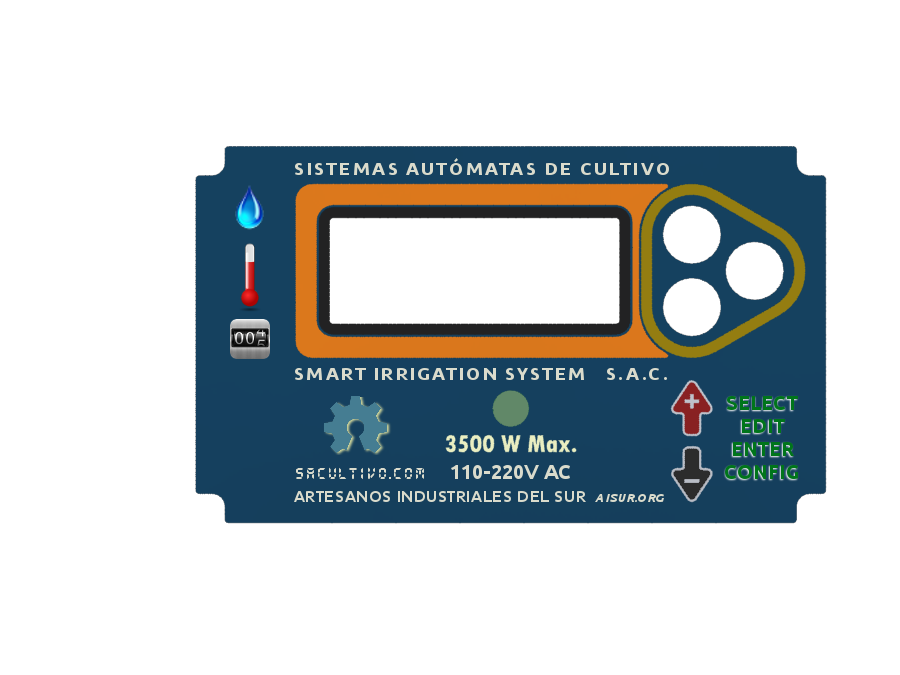 SISTEMAS AUTÓMATAS DE CULTIVO
SMART IRRIGATION SYSTEM S.A.C.
3500 W Max.
110-220V AC
SACULTIVO.COM
ARTESANOS INDUSTRIALES DEL SUR AISUR.ORG
+
−
SELECT
EDIT
ENTER
CONFIG